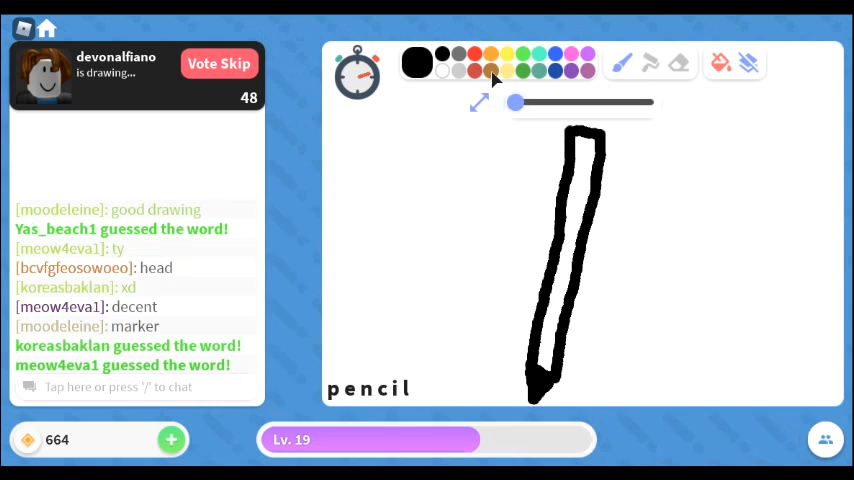 devonalfiano
is drawing...
Vote Skip
48
[moodeleine]: good drawing
Yas_beach1 guessed the word!
[meow4eva1]: ty
[bcvfgfeosowoeo]: head
[koreasbaklan]: xd
[meow4eva1]: decent
[moodeleine]: marker
koreasbaklan guessed the word!
meow4eva1 guessed the word!
Tap here or press '/' to chat
pencil
664
Lv. 19